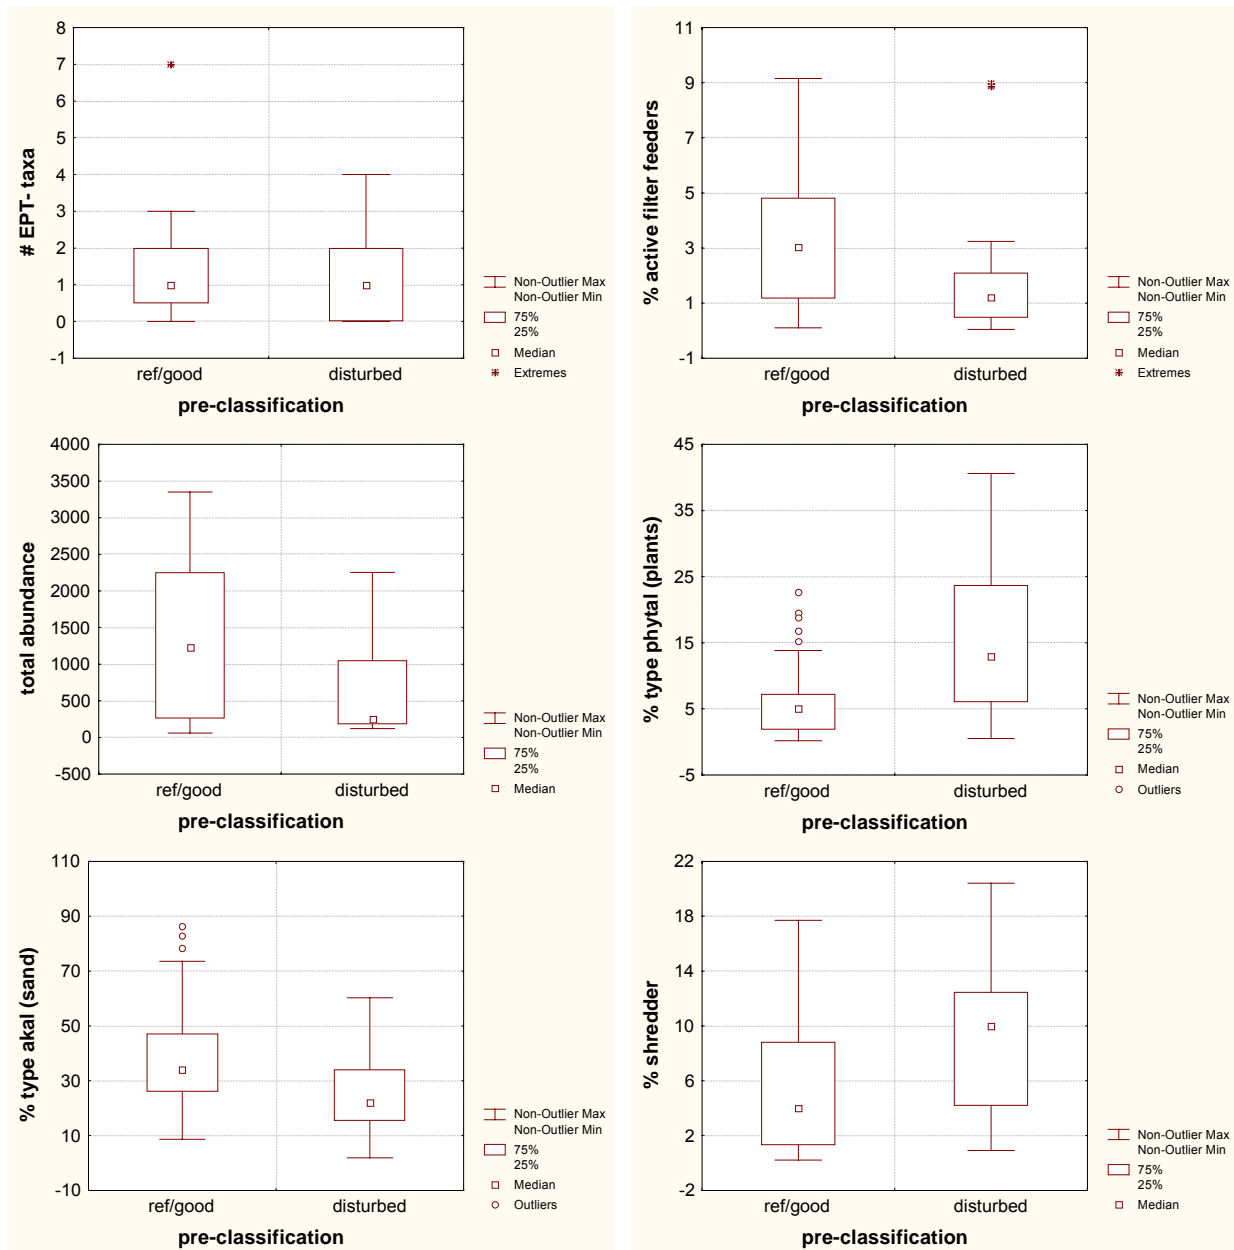 8
7
6
5
4
3
2
1
0
-1
# EPT- taxa
ref/good disturbed
pre-classification
Non-Outlier Max
Non-Outlier Min
75%
25%
Median
Extremes
11
9
7
5
3
1
-1
% active filter feeders
ref/good disturbed
pre-classification
Non-Outlier Max
Non-Outlier Min
75%
25%
Median
Extremes
4000
3500
3000
2500
2000
1500
1000
500
0
-500
total abundance
ref/good disturbed
pre-classification
Non-Outlier Max
Non-Outlier Min
75%
25%
Median
45
35
25
15
5
-5
% type phytal (plants)
ref/good disturbed
pre-classification
Non-Outlier Max
Non-Outlier Min
75%
25%
Median
Outliers
110
90
70
50
30
10
-10
% type akal (sand)
ref/good disturbed
pre-classification
Non-Outlier Max
Non-Outlier Min
75%
25%
Median
Outliers
22
18
14
10
6
2
-2
% shredder
ref/good disturbed
pre-classification
Non-Outlier Max
Non-Outlier Min
75%
25%
Median